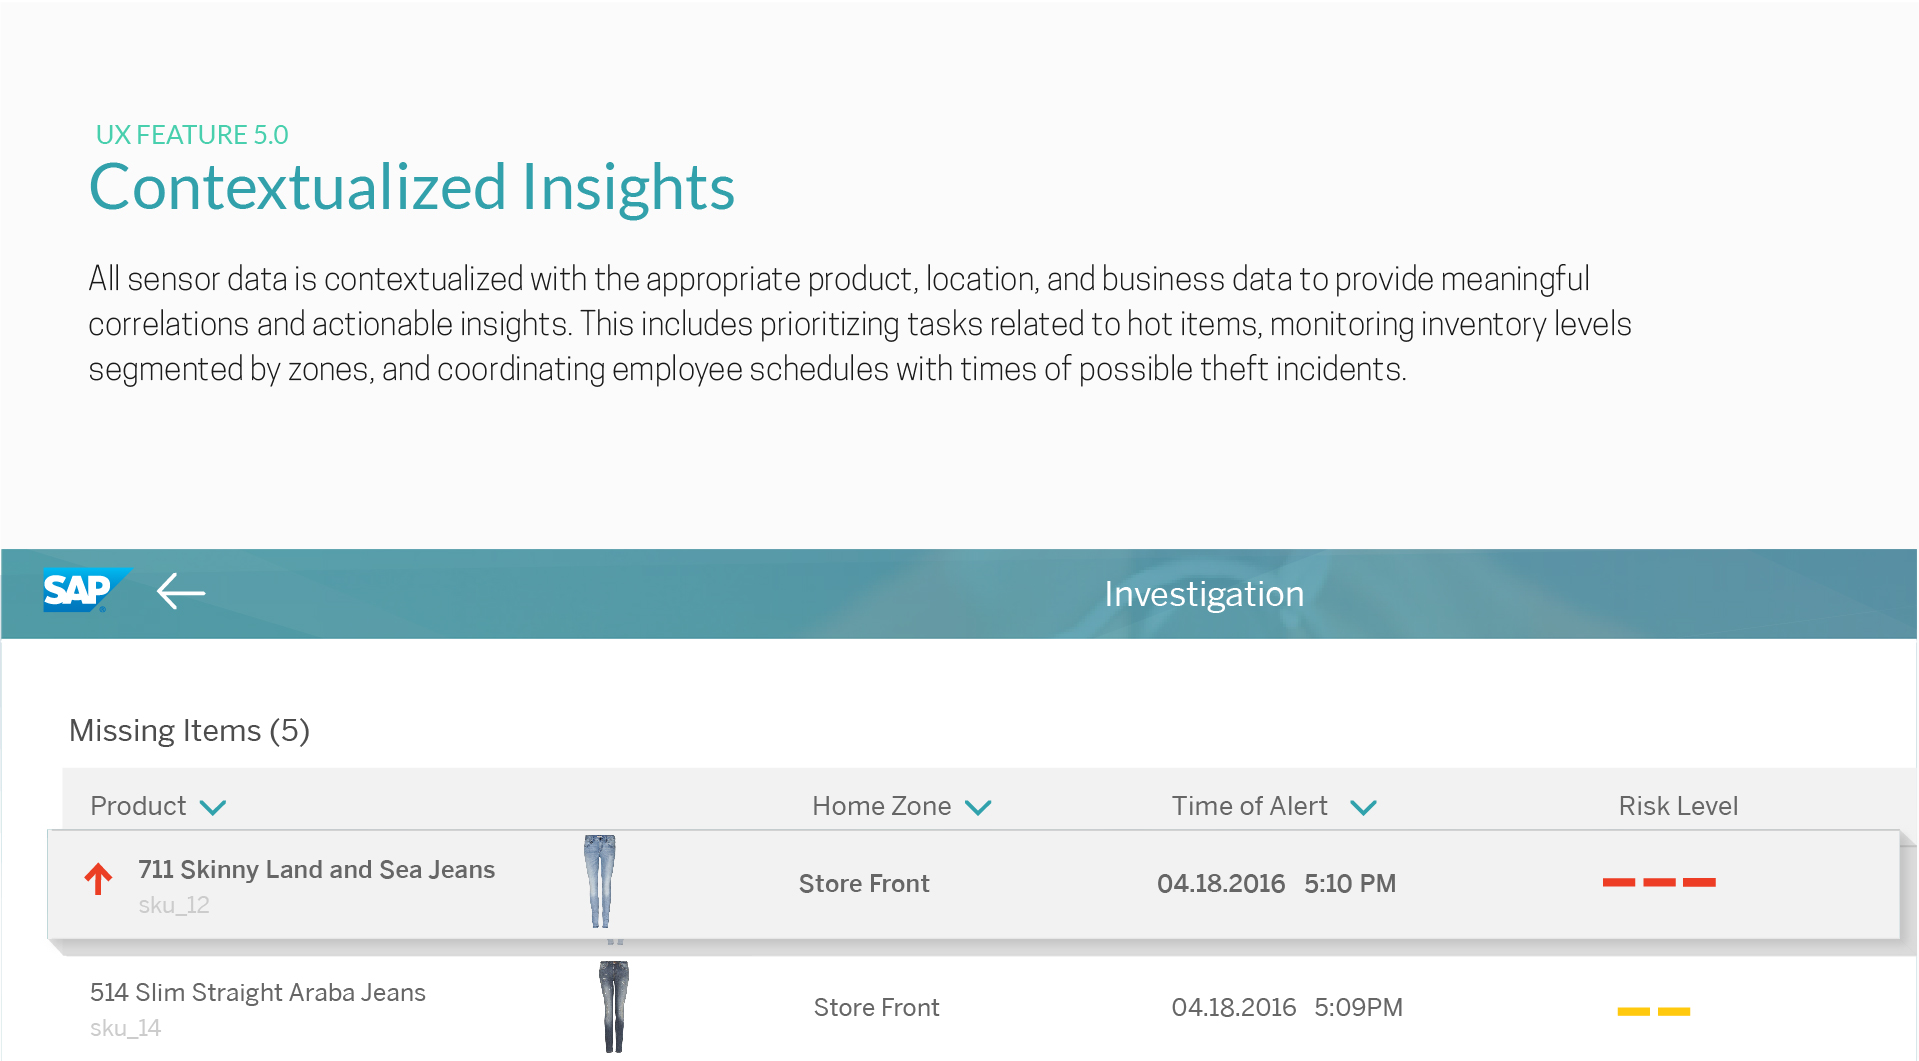 UX FEATURE 5.0
Contextualized Insights
All sensor data is contextualized with the appropriate product, location, and business data to provide meaningful
correlations and actionable insights. This includes prioritizing tasks related to hot items, monitoring inventory levels
segmented by zones, and coordinating employee schedules with times of possible theft incidents.
SAP Investigation
Missing Items (5)
Product Home Zone Time of Alert Risk Level
711 Skinny Land and Sea Jeans
sku_12
Store Front 04.18.2016 5:10 PM
514 Slim Straight Araba Jeans
sku_14
Store Front 04.18.2016 5:09PM